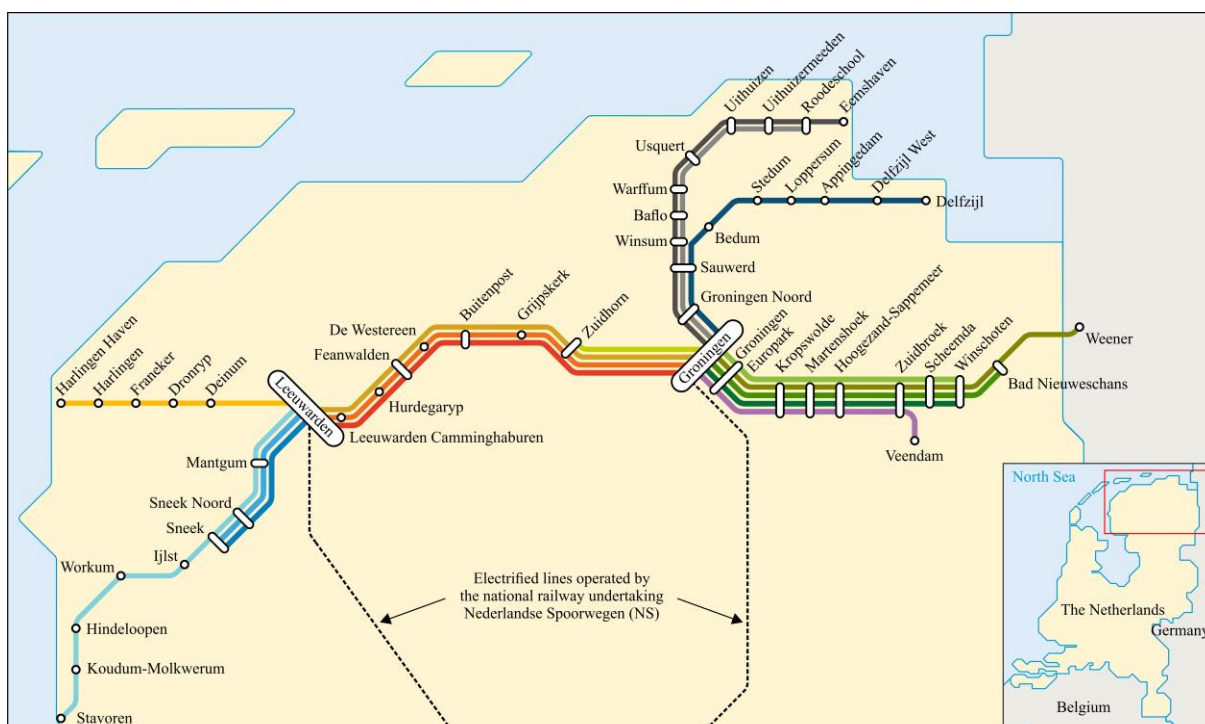 Uithuizen
Uithuizermeeden
Roodeschool
Eemshaven
Usquert
Warffum
Baflo
Winsum
Sauwerd
Groningen Noord
Stedum
Loppersum
Appingedam
Delfzijl West
Delfzijl
Bedum
Harlingen Haven
Harlingen
Franeker
Dronryp
Deinum
Leeuwarden
De Westereen
Feanwalden
Buitenpost
Grijpskerk
Zuidhorn
Hurdegaryp
Leeuwarden Camminghaburen
Groningen
Groningen
Europark
Kropswolde
Martenshoek
Hoogezand-Sappemeer
Zuidbroek
Scheemda
Winschoten
Weener
Bad Nieuweschans
Veendam
Mantgum
Sneek Noord
Sneek
Ijlst
Workum
Hindeloopen
Koudum-Molkwerum
Stavoren
Electrified lines operated by
the national railway undertaking
Nederlandse Spoorwegen (NS)
North Sea
The Netherlands
Germany
Belgium